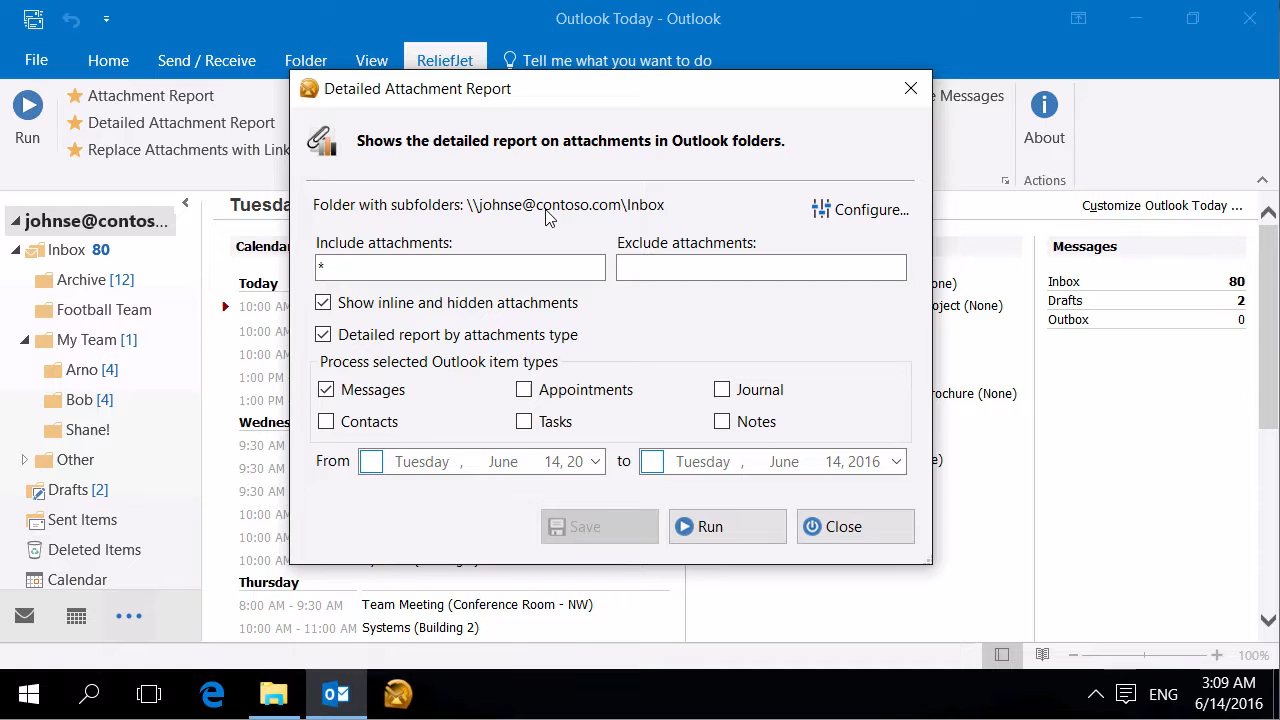 Outlook Today - Outlook
File Home Send / Receive Folder View ReliefJet Tell me what you want to do
Run
Attachment Report
Detailed Attachment Report
Replace Attachments with Link
e Messages
About
Actions
Detailed Attachment Report
Shows the detailed report on attachments in Outlook folders.
Folder with subfolders: \\johnse@contoso.com\Inbox
Configure...
Include attachments:
Exclude attachments:
*
Show inline and hidden attachments
Detailed report by attachments type
Process selected Outlook item types
Messages Appointments Journal
Contacts Tasks Notes
From Tuesday , June 14, 20 to Tuesday , June 14, 2016
Save Run Close
johnse@contos...
Inbox 80
Archive [12]
Football Team
My Team [1]
Arno [4]
Bob [4]
Shane!
Other
Drafts [2]
Sent Items
Deleted Items
Calendar
Tuesd
Customize Outlook Today ...
Calendar
Today
10:00 AM
10:00 AM
10:00 AM
1:00 PM
1:00 PM
Wednes
9:30 AM
9:30 AM
9:30 AM
10:00 A
10:00 A
10:00 A
Thursday
8:00 AM - 9:30 AM Team Meeting (Conference Room - NW)
10:00 AM - 11:00 AM Systems (Building 2)
ne)
oject (None)
rochure (None)
e)
Messages
Inbox 80
Drafts 2
Outbox 0
100%
ENG
3:09 AM
6/14/2016